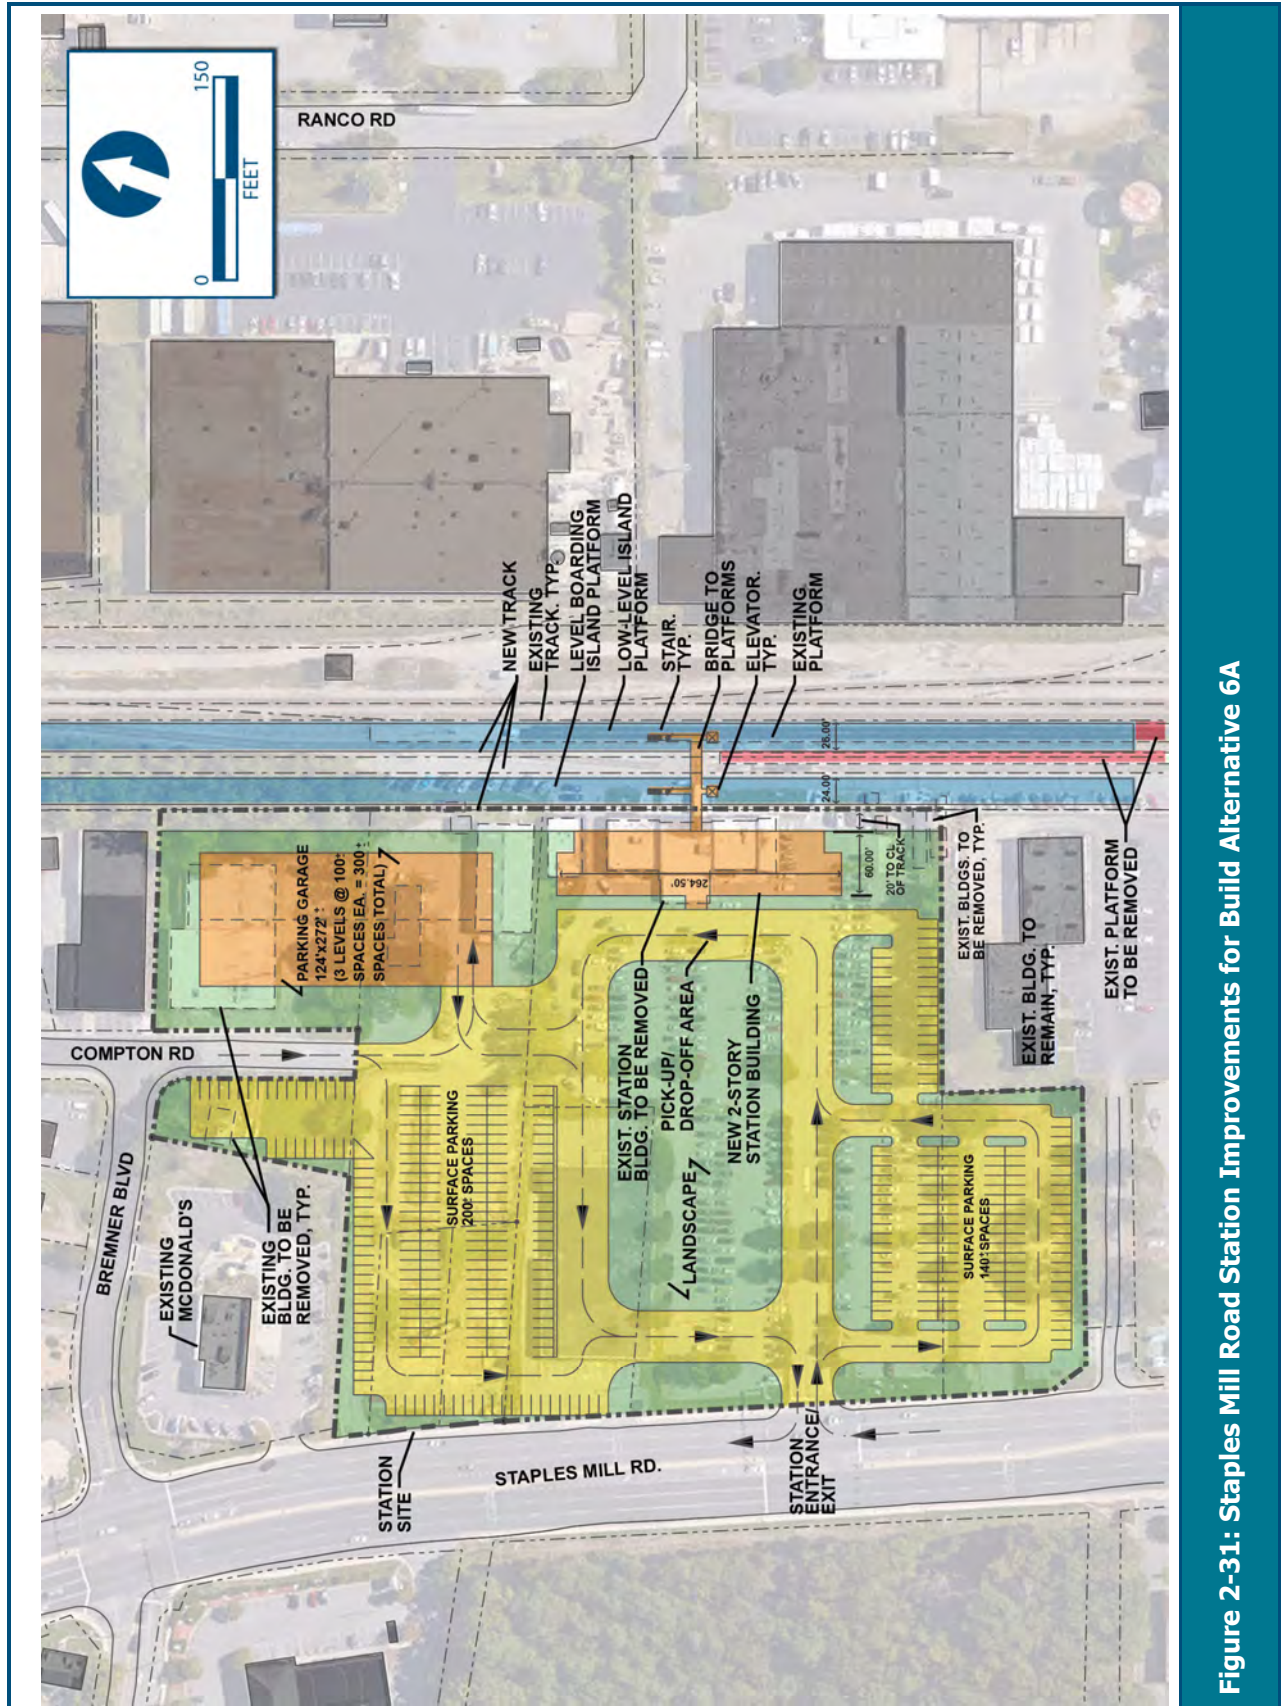 RANCO RD
0
150
FEET
NEW TRACK
EXISTING
TRACK. TYP.
LEVEL BOARDING
ISLAND PLATFORM
LOW-LEVEL ISLAND
PLATFORM
STAIR.
TYP.
BRIDGE TO
PLATFORMS
ELEVATOR.
TYP.
EXISTING
PLATFORM
26.00'
24.00'
PARKING GARAGE
124'x272'±
(3 LEVELS @ 100±
SPACES EA. = 300±
SPACES TOTAL)
264.50'
60.00'
20' TO CL
OF TRACK
EXIST. BLDGS. TO
BE REMOVED, TYP.
EXIST. BLDG. TO
REMAIN, TYP.
EXIST. PLATFORM
TO BE REMOVED
COMPTON RD
BREMNER BLVD
EXISTING
MCDONALD'S
EXISTING
BLDG. TO BE
REMOVED, TYP.
SURFACE PARKING
200± SPACES
EXIST. STATION
BLDG. TO BE REMOVED
PICK-UP/
DROP-OFF AREA
LANDSCAPE
NEW 2-STORY
STATION BUILDING
SURFACE PARKING
140± SPACES
STATION
SITE
STAPLES MILL RD.
STATION
ENTRANCE/
EXIT
Figure 2-31: Staples Mill Road Station Improvements for Build Alternative 6A